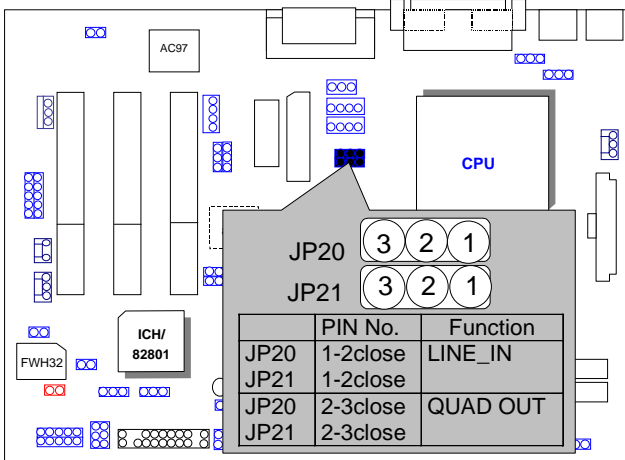 AC97
CPU
JP20 3 2 1
JP21 3 2 1
PIN No. Function
JP20 1-2close LINE_IN
JP21 1-2close
JP20 2-3close QUAD OUT
JP21 2-3close
ICH/
82801
FWH32